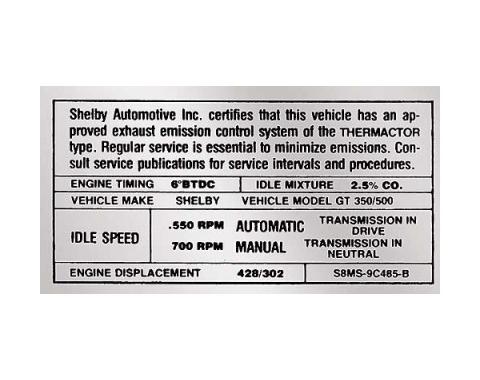 Shelby Automotive Inc. certifies that this vehicle has an ap-
proved exhaust emission control system of the THERMACTOR
type. Regular service is essential to minimize emissions. Con-
sult service publications for service intervals and procedures.
ENGINE TIMING 6°BTDC IDLE MIXTURE 2.5% CO.
VEHICLE MAKE SHELBY VEHICLE MODEL GT 350/500
IDLE SPEED
.550 RPM AUTOMATIC TRANSMISSION IN
DRIVE
700 RPM MANUAL TRANSMISSION IN
NEUTRAL
ENGINE DISPLACEMENT 428/302 S8MS-9C485-B